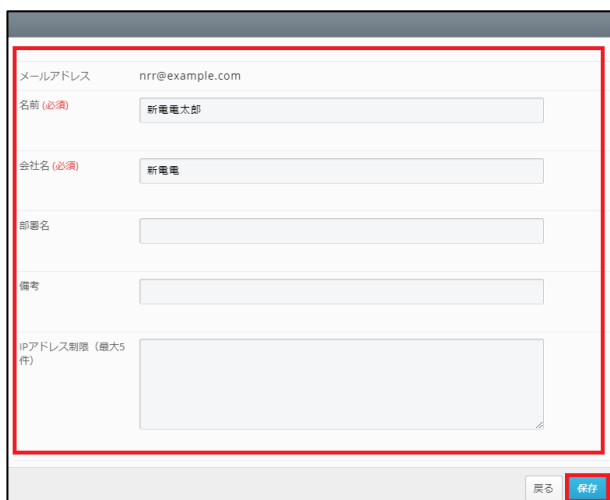 メールアドレス nrr@example.com
名前 (必須) 新電電太郎
会社名 (必須) 新電電
部署名
備考
IPアドレス制限（最大5
件）
戻る 保存